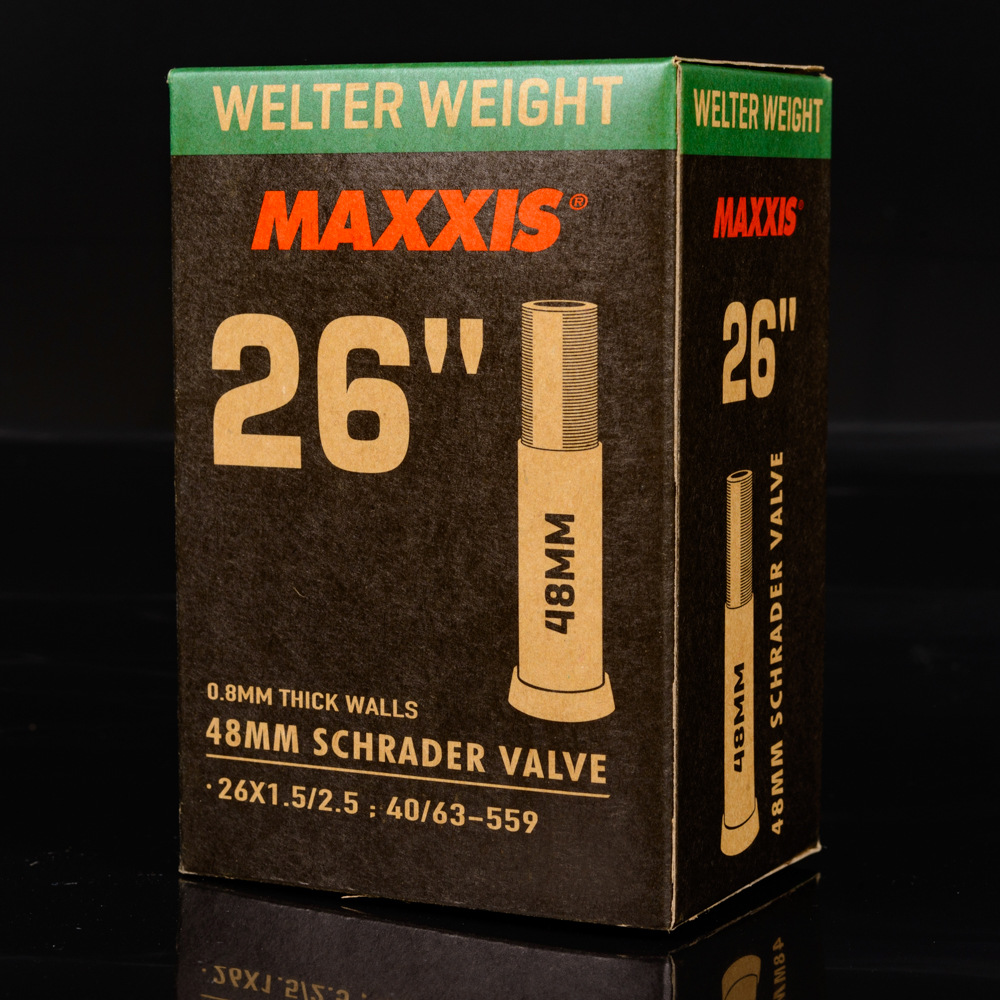 WELTER WEIGHT
MAXXIS®
26"
48MM
0.8MM THICK WALLS
48MM SCHRADER VALVE
·26X1.5/2.5 ; 40/63-559
WELTER WEIGHT
MAXXIS®
26"
48MM SCHRADER VALVE
48MM